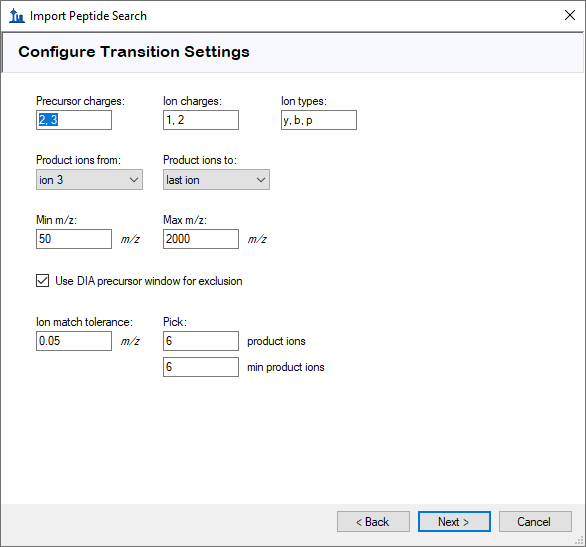 Import Peptide Search
Configure Transition Settings
Precursor charges: Ion charges: Ion types:
2, 3 1, 2 y, b, p
Product ions from: Product ions to:
ion 3 last ion
Min m/z: Max m/z:
50 m/z 2000 m/z
Use DIA precursor window for exclusion
Ion match tolerance: Pick:
0.05 m/z 6 product ions
6 min product ions
< Back Next > Cancel